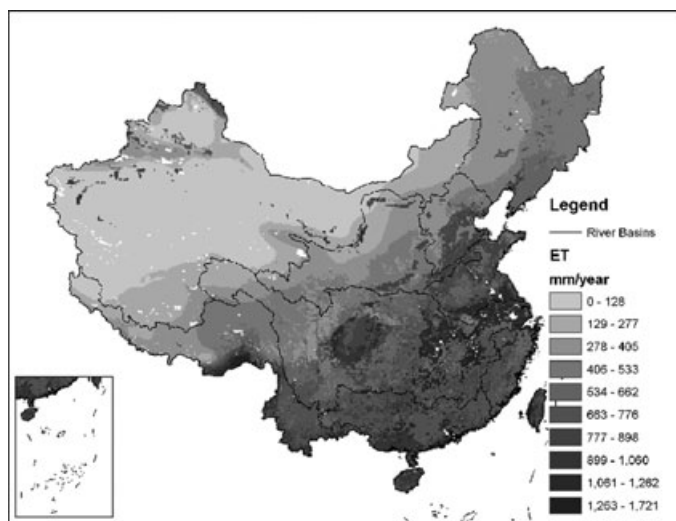 Legend
River Basins
ET
mm/year
0 - 128
129 - 277
278 - 405
406 - 533
534 - 662
663 - 776
777 - 898
899 - 1,060
1,061 - 1,262
1,263 - 1,721